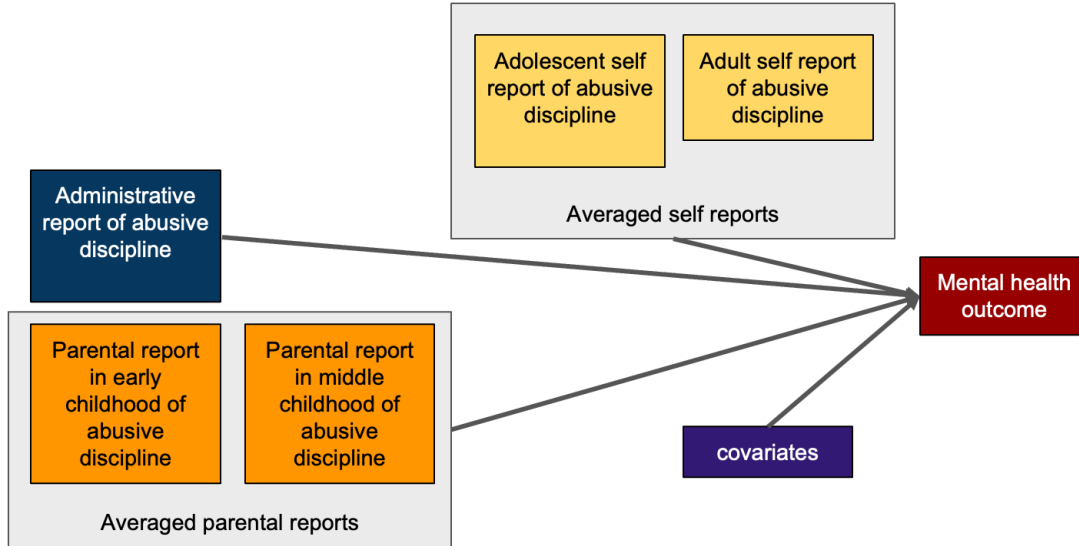 Adolescent self
report of abusive
discipline
Adult self report
of abusive
discipline
Averaged self reports
Administrative
report of abusive
discipline
Mental health
outcome
Parental report
in early
childhood of
abusive
discipline
Parental report
in middle
childhood of
abusive
discipline
Averaged parental reports
covariates